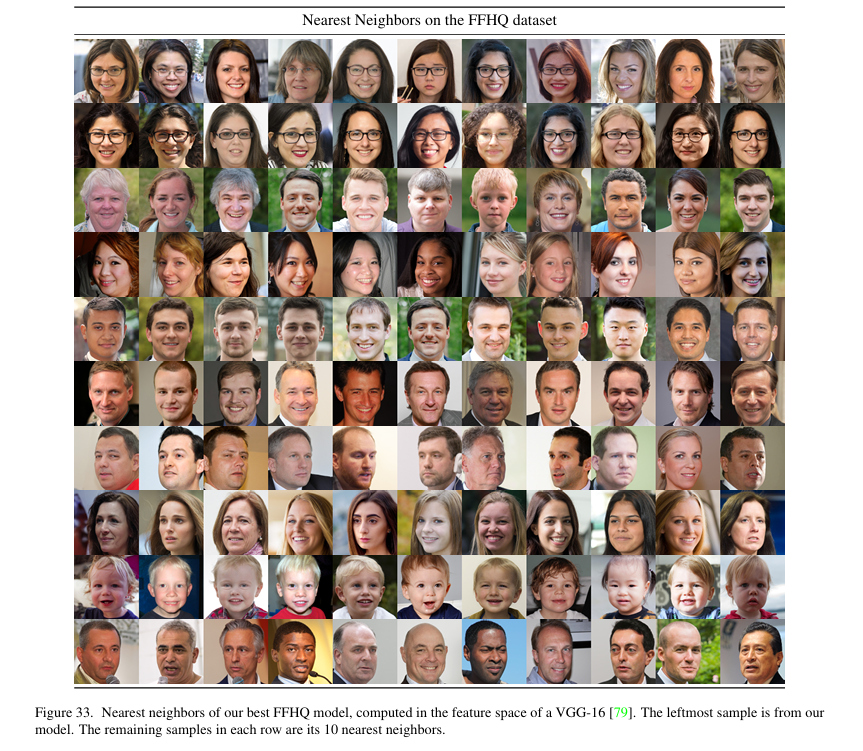 Nearest Neighbors on the FFHQ dataset
Figure 33. Nearest neighbors of our best FFHQ model, computed in the feature space of a VGG-16 [79]. The leftmost sample is from our
model. The remaining samples in each row are its 10 nearest neighbors.